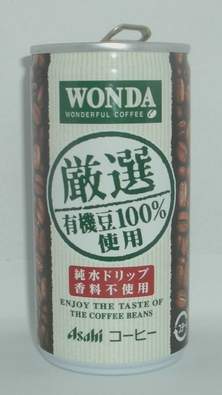 WONDA
WONDERFUL COFFEE
厳選
有機豆100%
使用
純水ドリップ
香料不使用
ENJOY THE TASTE OF
THE COFFEE BEANS
Asahi コーヒー